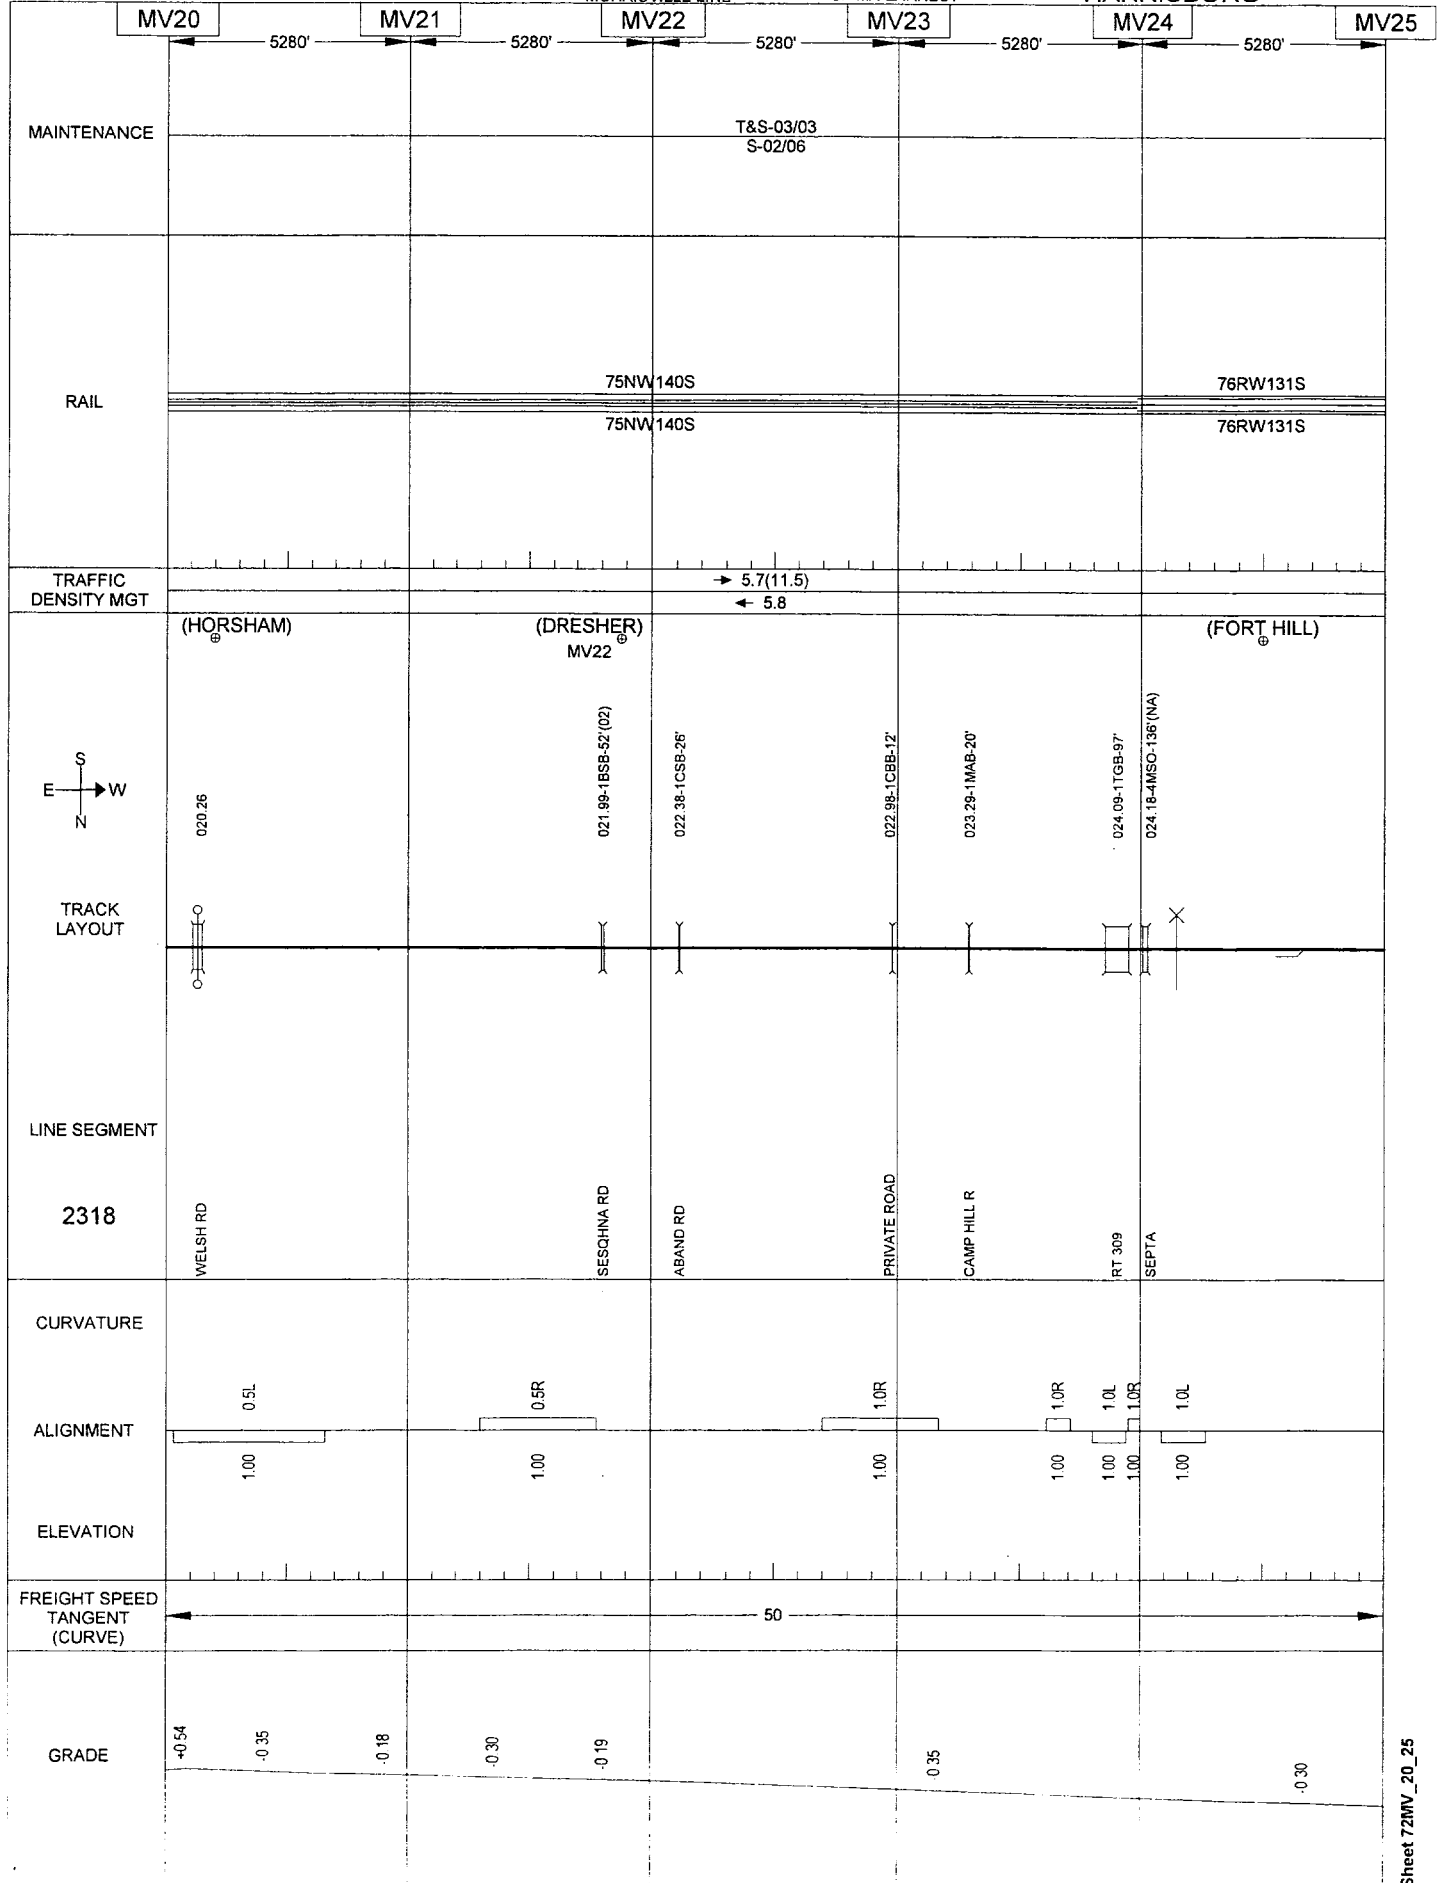 MV20 MV21 MV22 MV23 MV24 MV25
5280' 5280' 5280' 5280' 5280'
MAINTENANCE
T&S-03/03
S-02/06
RAIL
75NW140S 76RW131S
75NW140S 76RW131S
TRAFFIC
DENSITY MGT
→ 5.7(11.5)
← 5.8
(HORSHAM) (DRESHER) (FORT HILL)
MV22
S
E W
N
020.26
021.99-1BSB-52'(02)
022.38-1CSB-26'
022.98-1CBB-12'
023.29-1MAB-20'
024.09-1TGB-97'
024.18-4MSO-136'(NA)
TRACK
LAYOUT
LINE SEGMENT
2318
WELSH RD
SESQHNA RD
ABAND RD
PRIVATE ROAD
CAMP HILL R
RT 309
SEPTA
CURVATURE
0.5L 0.5R 1.0R 1.0R 1.0L 1.0R 1.0L
ALIGNMENT
1.00 1.00 1.00 1.00 1.00 1.00 1.00
ELEVATION
FREIGHT SPEED
TANGENT
(CURVE)
50
GRADE
+0.54 -0.35 -0.18 -0.30 -0.19 -0.35 -0.30
Sheet 72MV_20_25